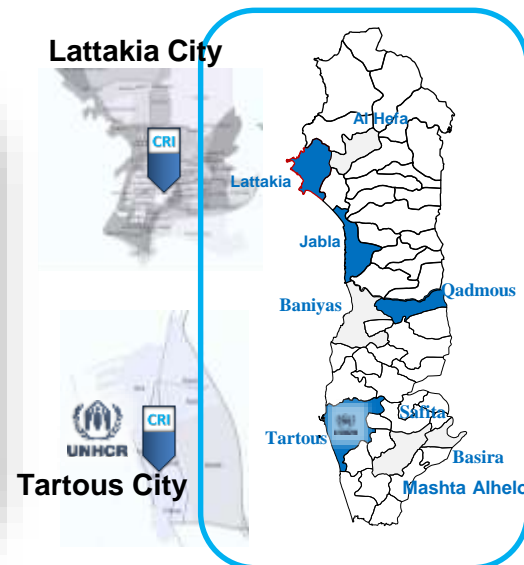 Lattakia City
CRI
Al Hefa
Lattakia
Jabla
Qadmous
Baniyas
UNHCR
CRI
Safita
Tartous
Basira
Tartous City
Mashta Alhelo